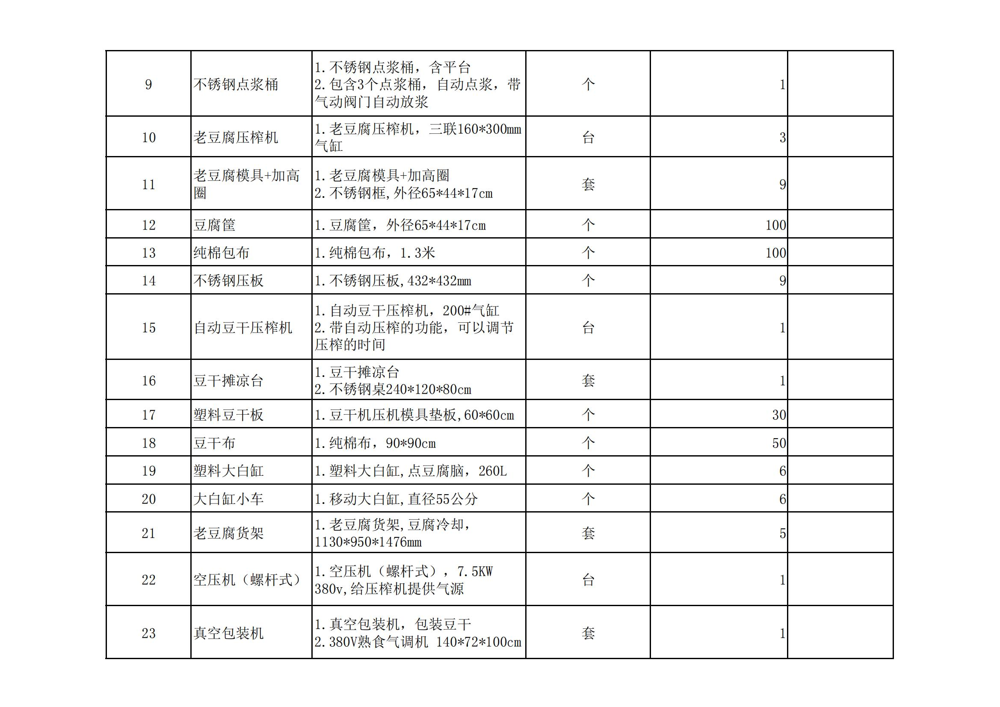 9
不锈钢点浆桶
1.不锈钢点浆桶，含平台
2.包含3个点浆桶，自动点浆，带
气动阀门自动放浆
个
1
10
老豆腐压榨机
1.老豆腐压榨机，三联160*300mm
气缸
台
3
11
老豆腐模具+加高
圈
1.老豆腐模具+加高圈
2.不锈钢框,外径65*44*17cm
套
9
12
豆腐筐
1.豆腐筐，外径65*44*17cm
个
100
13
纯棉包布
1.纯棉包布，1.3米
个
100
14
不锈钢压板
1.不锈钢压板,432*432mm
个
9
15
自动豆干压榨机
1.自动豆干压榨机，200#气缸
2.带自动压榨的功能，可以调节
压榨的时间
台
1
16
豆干摊凉台
1.豆干摊凉台
2.不锈钢桌240*120*80cm
套
1
17
塑料豆干板
1.豆干机压机模具垫板,60*60cm
个
30
18
豆干布
1.纯棉布，90*90cm
个
50
19
塑料大白缸
1.塑料大白缸,点豆腐脑，260L
个
6
20
大白缸小车
1.移动大白缸,直径55公分
个
6
21
老豆腐货架
1.老豆腐货架,豆腐冷却，
1130*950*1476mm
套
5
22
空压机（螺杆式）
1.空压机（螺杆式），7.5KW
380v,给压榨机提供气源
台
1
23
真空包装机
1.真空包装机，包装豆干
2.380V熟食气调机 140*72*100cm
套
1